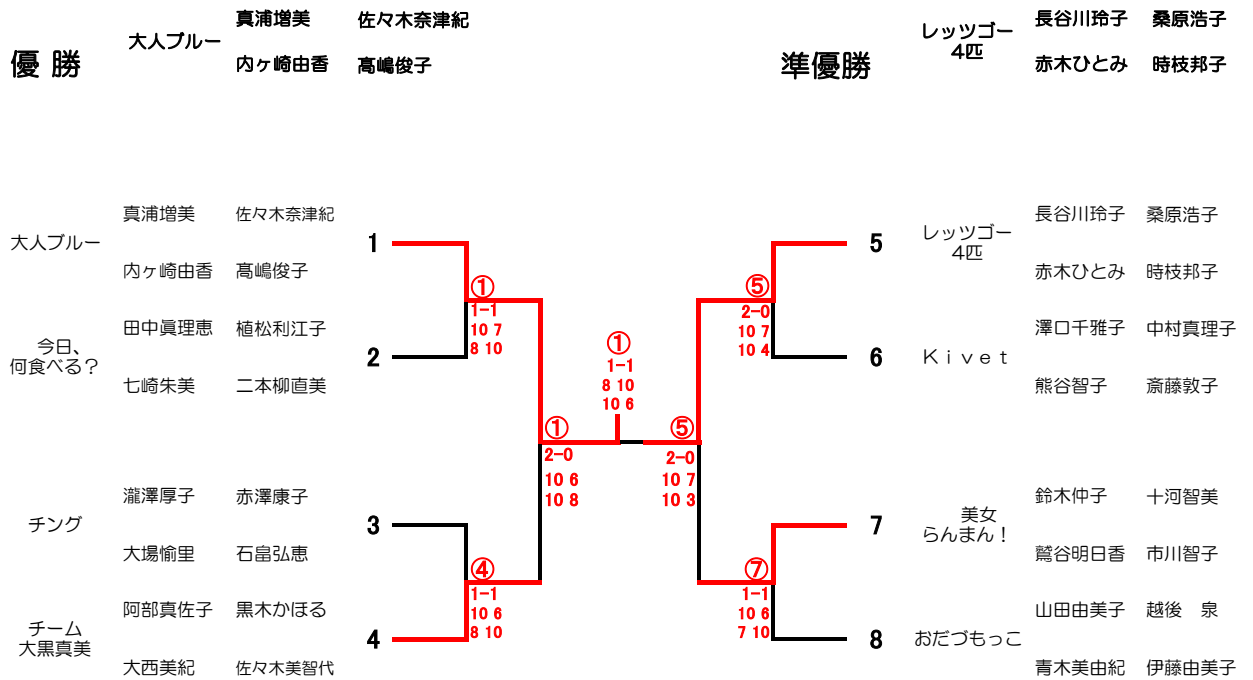 優 勝
大人ブルー
真浦増美 佐々木奈津紀
内ヶ崎由香 髙嶋俊子
準優勝
レッツゴー
4匹
長谷川玲子 桑原浩子
赤木ひとみ 時枝邦子
大人ブルー
真浦増美 佐々木奈津紀
内ヶ崎由香 髙嶋俊子
1
今日、
何食べる？
田中眞理恵 植松利江子
七崎朱美 二本柳直美
2
①
1-1
10 7
8 10
チング
瀧澤厚子 赤澤康子
大場愉里 石畠弘恵
3
チーム
大黒真美
阿部真佐子 黒木かほる
大西美紀 佐々木美智代
4
④
1-1
10 6
8 10
①
2-0
10 6
10 8
①
1-1
8 10
10 6
⑤
2-0
10 7
10 3
⑤
2-0
10 7
10 4
5
レッツゴー
4匹
長谷川玲子 桑原浩子
赤木ひとみ 時枝邦子
6
Ｋｉｖｅｔ
澤口千雅子 中村真理子
熊谷智子 斎藤敦子
⑦
1-1
10 6
7 10
7
美女
らんまん！
鈴木仲子 十河智美
鷲谷明日香 市川智子
8
おだづもっこ
山田由美子 越後　泉
青木美由紀 伊藤由美子